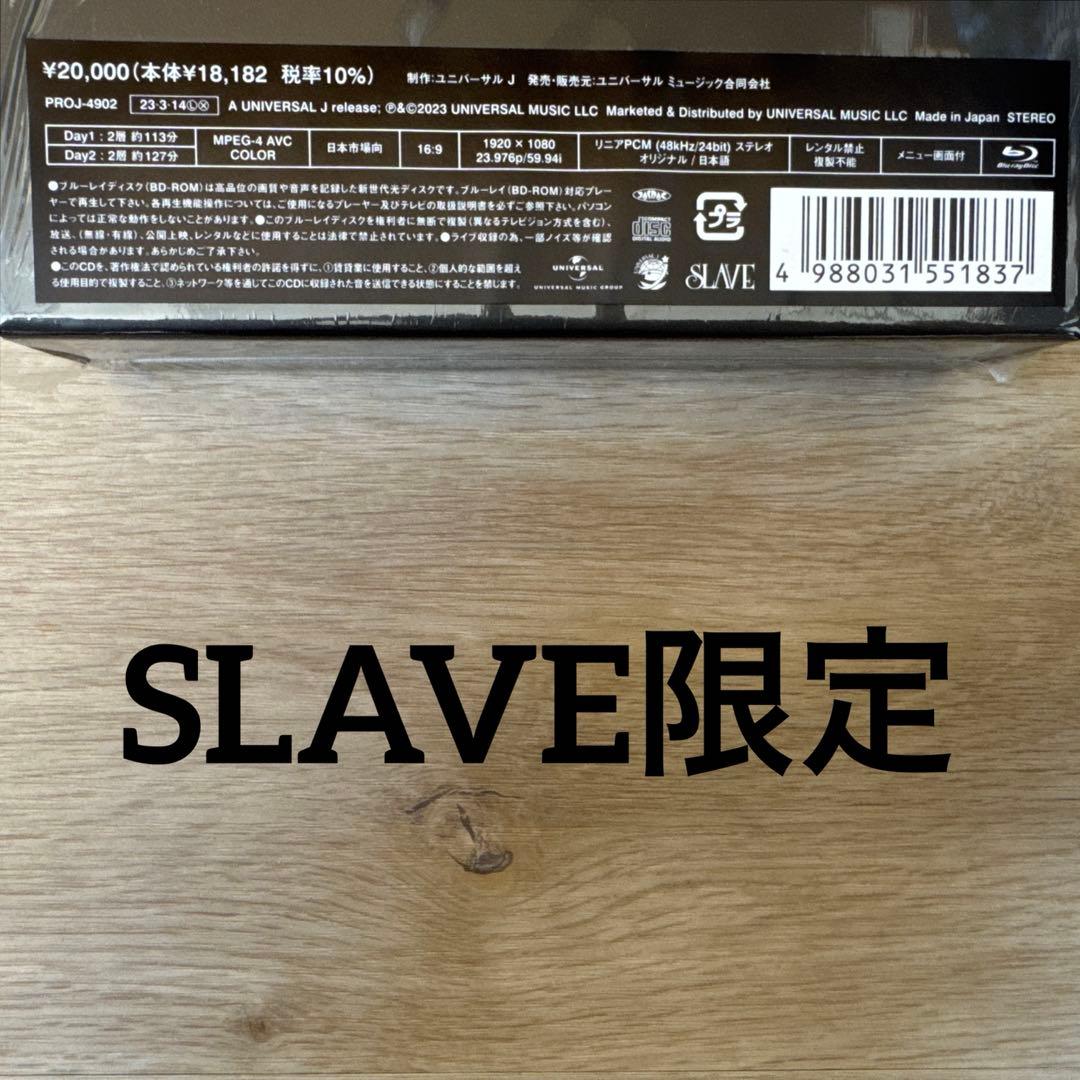 ¥20,000(本体¥18,182 税率10%) 制作:ユニバーサル J 発売・販売元:ユニバーサル ミュージック合同会社
PROJ-4902 23・3・14ⓁⓍ A UNIVERSAL J release; ℗&©2023 UNIVERSAL MUSIC LLC Marketed & Distributed by UNIVERSAL MUSIC LLC Made in Japan STEREO
Day1:2層 約113分
Day2:2層 約127分
MPEG-4 AVC
COLOR
日本市場向
16:9
1920×1080
23.976p/59.94i
リニアPCM (48kHz/24bit) ステレオ
オリジナル/日本語
レンタル禁止
複製不能
メニュー画面付
Blu-ray Disc
●ブルーレイディスク(BD-ROM)は高品位の画質や音声を記録した新世代光ディスクです。ブルーレイ(BD-ROM)対応プレー
ヤーで再生して下さい。各再生機能操作については、ご使用になるプレーヤー及びテレビの取扱説明書を必ずご参照下さい。パソコン
によっては正常な動作をしないことがあります。●このブルーレイディスクを権利者に無断で複製(異なるテレビジョン方式を含む)、
放送、(無線・有線)、公開上映、レンタルなどに使用することは法律で禁止されています。●ライブ収録の為、一部ノイズ等が確認
される場合があります。あらかじめご了承下さい。
●このCDを、著作権法で認められている権利者の許諾を得ずに、①賃貸業に使用すること、②個人的な範囲を超え
る使用目的で複製すること、③ネットワーク等を通じてこのCDに収録された音を送信できる状態にすることを禁じます。
COMPACT
disc
DIGITAL AUDIO
プラ
UNIVERSAL
UNIVERSAL MUSIC GROUP
SLAVE
4 988031 551837
SLAVE限定